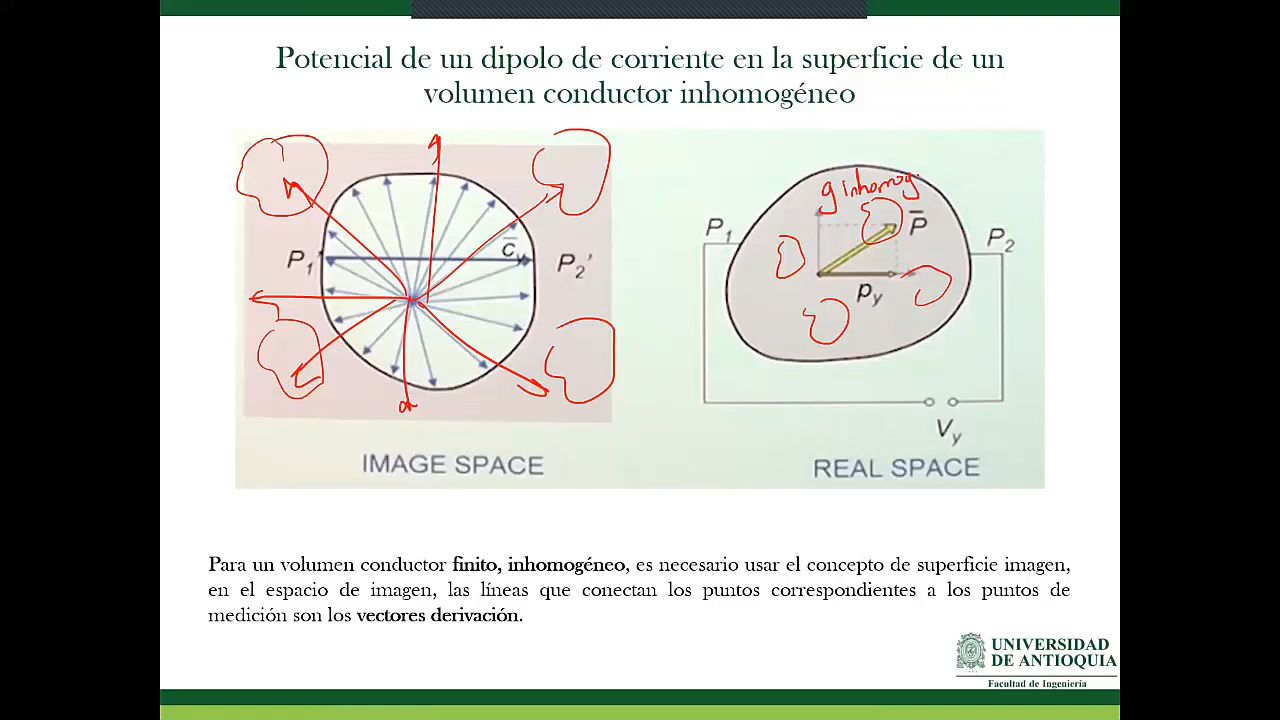 Potencial de un dipolo de corriente en la superficie de un
volumen conductor inhomogéneo
P1'
c̅y
P2'
IMAGE SPACE
g inhomog.
P1
P̅
P2
py
Vy
REAL SPACE
Para un volumen conductor finito, inhomogéneo, es necesario usar el concepto de superficie imagen,
en el espacio de imagen, las líneas que conectan los puntos correspondientes a los puntos de
medición son los vectores derivación.
UNIVERSIDAD
DE ANTIOQUIA
Facultad de Ingeniería